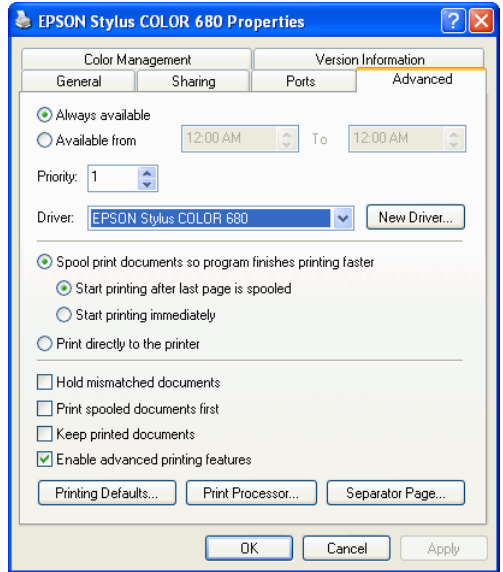 EPSON Stylus COLOR 680 Properties
Color Management Version Information
General Sharing Ports Advanced
Always available
Available from 12:00 AM To 12:00 AM
Priority: 1
Driver: EPSON Stylus COLOR 680 New Driver...
Spool print documents so program finishes printing faster
Start printing after last page is spooled
Start printing immediately
Print directly to the printer
Hold mismatched documents
Print spooled documents first
Keep printed documents
Enable advanced printing features
Printing Defaults... Print Processor... Separator Page...
OK Cancel Apply